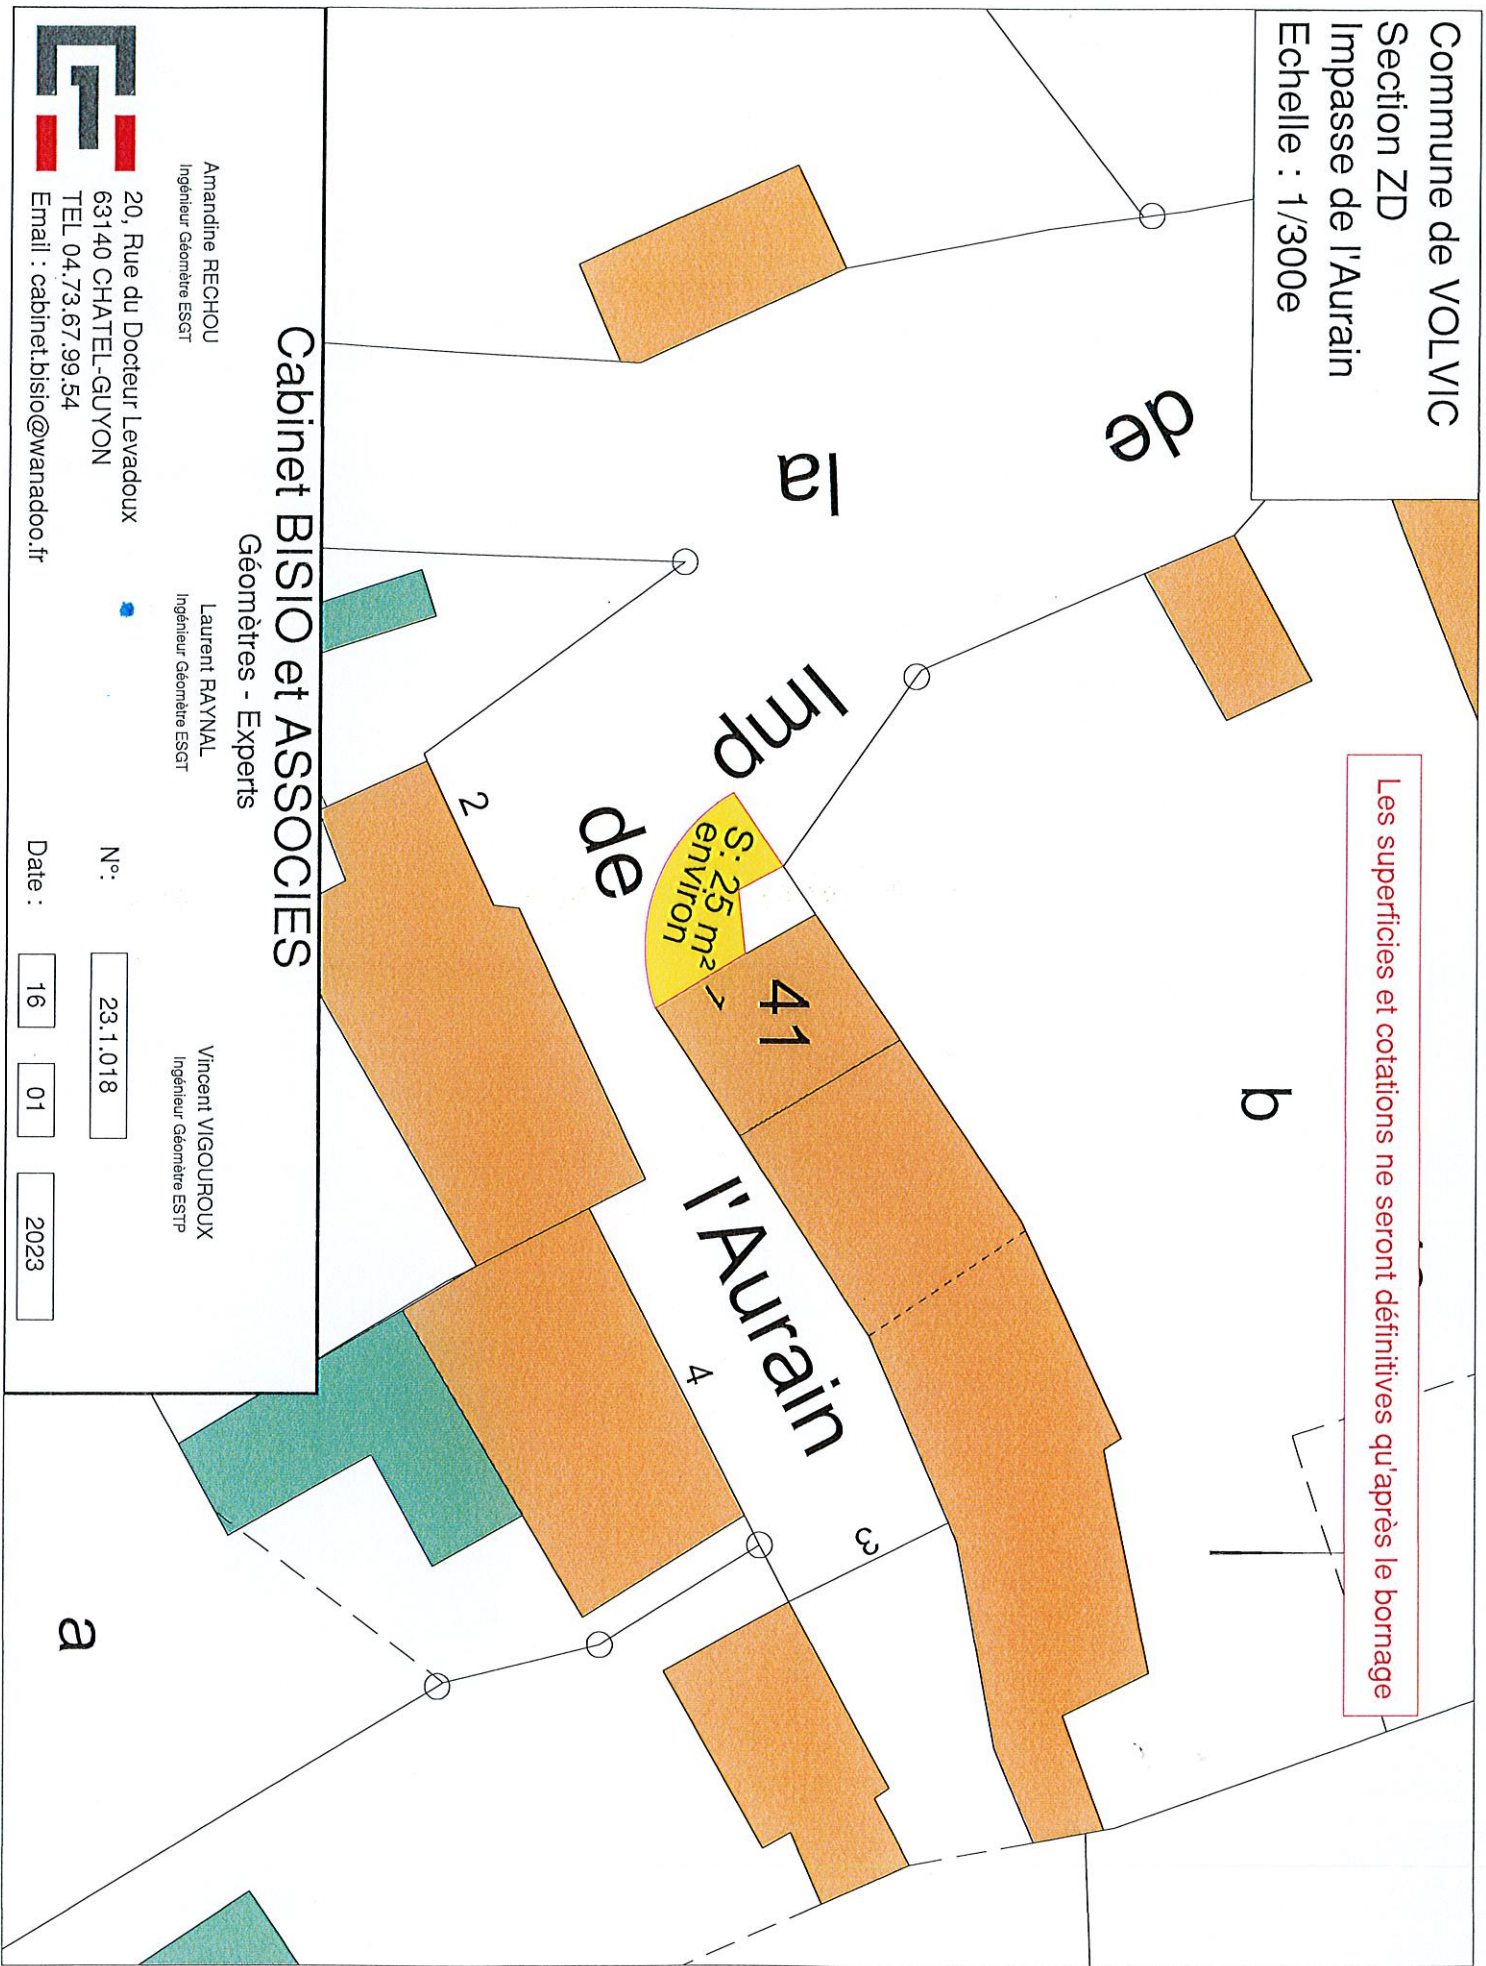 Commune de VOLVIC
Section ZD
Impasse de l'Aurain
Echelle : 1/300e
Les superficies et cotations ne seront définitives qu'après le bornage
de
la
Imp
de
l'Aurain
b
S: 25 m²
environ
1
41
2
4
3
a
Cabinet BISIO et ASSOCIES
Géomètres - Experts
Amandine RECHOU
Ingénieur Géomètre ESGT
Laurent RAYNAL
Ingénieur Géomètre ESGT
Vincent VIGOUROUX
Ingénieur Géomètre ESTP
20, Rue du Docteur Levadoux
63140 CHATEL-GUYON
TEL 04.73.67.99.54
Email : cabinet.bisio@wanadoo.fr
N°: 23.1.018
Date : 16 01 2023